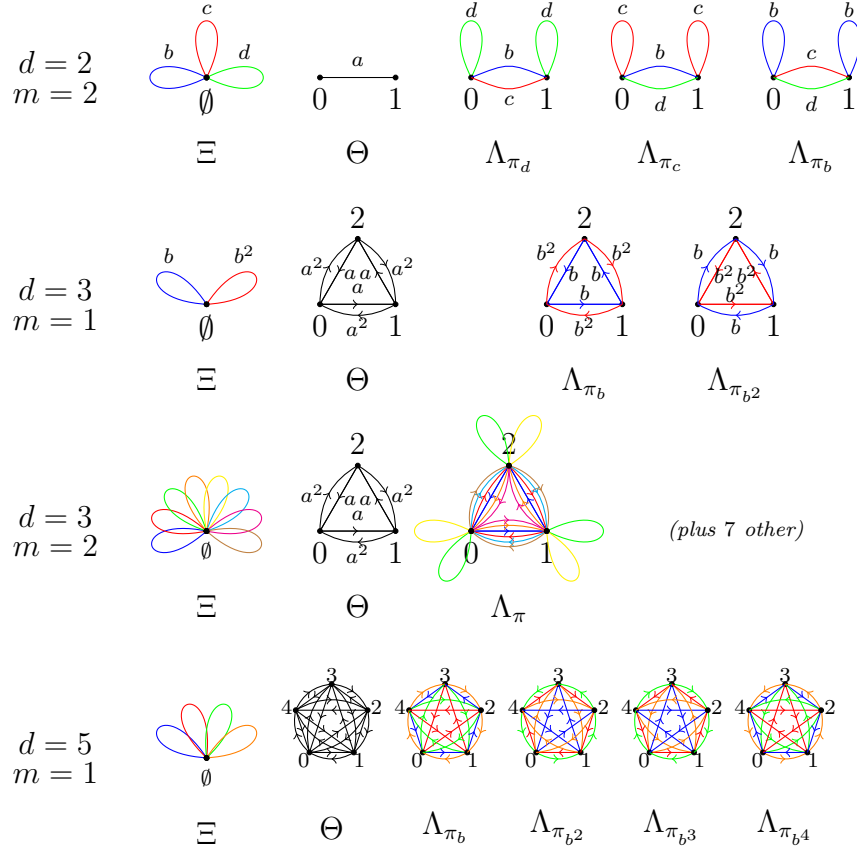 c
b d
a
d d
b
c
c c
b
d
b b
c
d
d = 2
m = 2
∅
0 1
0 1
0 1
0 1
Ξ Θ Λ_{π_d} Λ_{π_c} Λ_{π_b}
2 2 2
b b²
a² a a a²
a
a²
b² b b b²
b
b²
b b² b² b
b²
b
d = 3
m = 1
∅
0 1
0 1
0 1
Ξ Θ Λ_{π_b} Λ_{π_{b2}}
2 2
a² a a a²
a
a²
d = 3
m = 2
∅
0 1
0 1
(plus 7 other)
Ξ Θ Λ_π
3 3 3 3 3
4 2 4 2 4 2 4 2 4 2
d = 5
m = 1
∅
0 1 0 1 0 1 0 1 0 1
Ξ Θ Λ_{π_b} Λ_{π_{b2}} Λ_{π_{b3}} Λ_{π_{b4}}